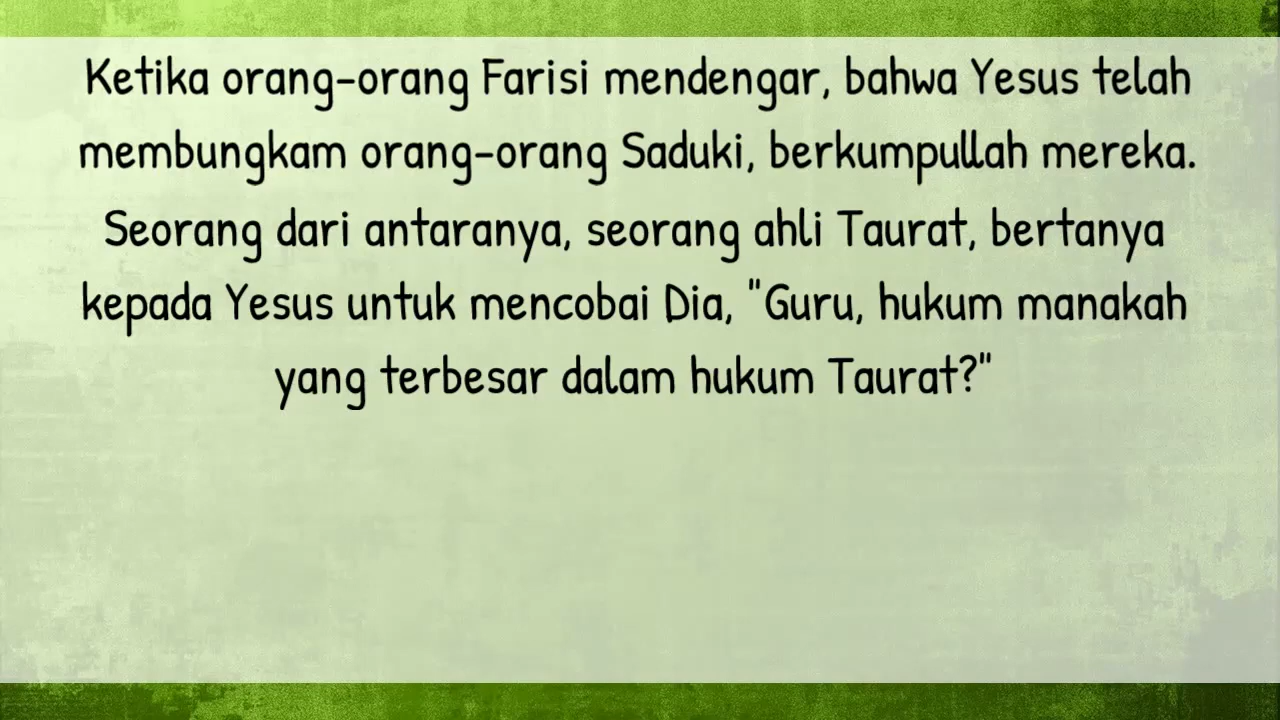 Ketika orang-orang Farisi mendengar, bahwa Yesus telah
membungkam orang-orang Saduki, berkumpullah mereka.
Seorang dari antaranya, seorang ahli Taurat, bertanya
kepada Yesus untuk mencobai Dia, "Guru, hukum manakah
yang terbesar dalam hukum Taurat?"